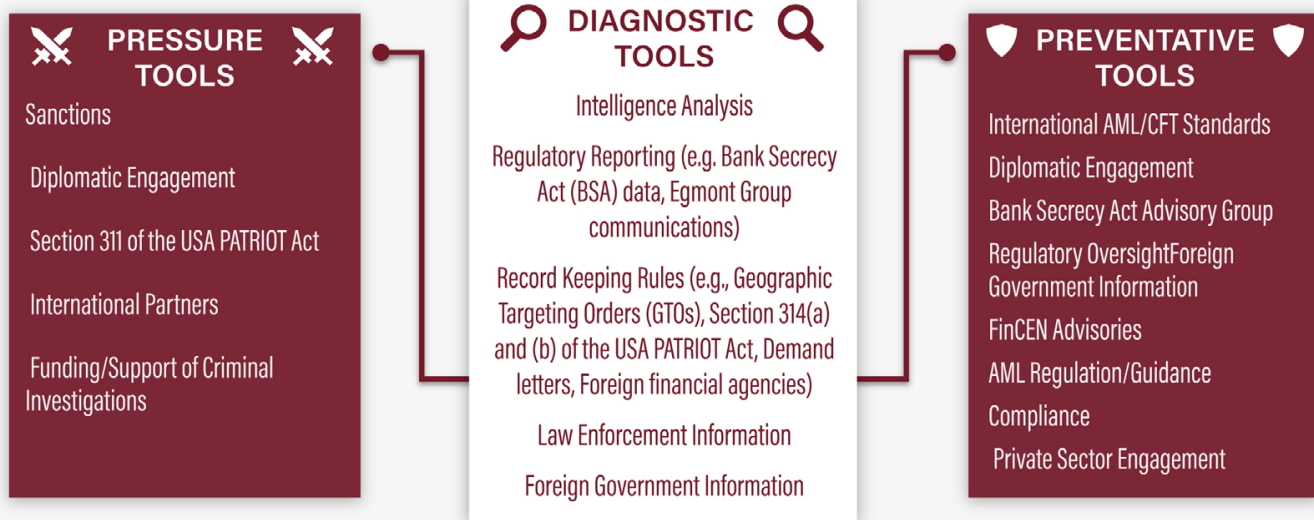 PRESSURE
TOOLS
Sanctions
Diplomatic Engagement
Section 311 of the USA PATRIOT Act
International Partners
Funding/Support of Criminal
Investigations
DIAGNOSTIC
TOOLS
Intelligence Analysis
Regulatory Reporting (e.g. Bank Secrecy
Act (BSA) data, Egmont Group
communications)
Record Keeping Rules (e.g., Geographic
Targeting Orders (GTOs), Section 314(a)
and (b) of the USA PATRIOT Act, Demand
letters, Foreign financial agencies)
Law Enforcement Information
Foreign Government Information
PREVENTATIVE
TOOLS
International AML/CFT Standards
Diplomatic Engagement
Bank Secrecy Act Advisory Group
Regulatory OversightForeign
Government Information
FinCEN Advisories
AML Regulation/Guidance
Compliance
Private Sector Engagement